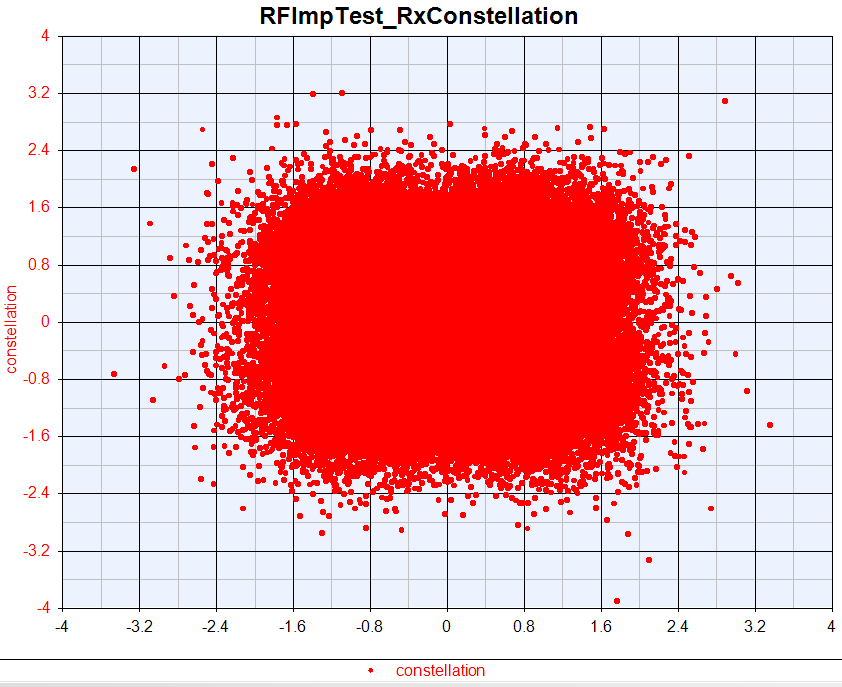 RFImpTest_RxConstellation
4
3.2
2.4
1.6
0.8
0
-0.8
-1.6
-2.4
-3.2
-4
constellation
-4 -3.2 -2.4 -1.6 -0.8 0 0.8 1.6 2.4 3.2 4
constellation